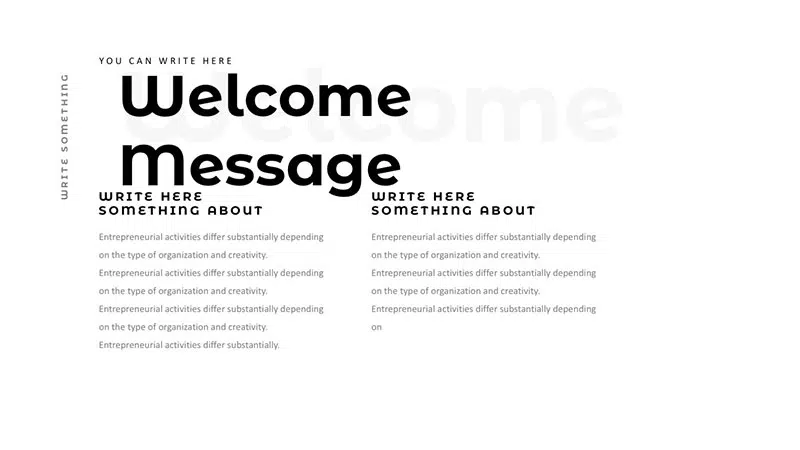 YOU CAN WRITE HERE
Welcome
Welcome
Message
WRITE SOMETHING
WRITE HERE
SOMETHING ABOUT
Entrepreneurial activities differ substantially depending
on the type of organization and creativity.
Entrepreneurial activities differ substantially depending
on the type of organization and creativity.
Entrepreneurial activities differ substantially depending
on the type of organization and creativity.
Entrepreneurial activities differ substantially.
WRITE HERE
SOMETHING ABOUT
Entrepreneurial activities differ substantially depending
on the type of organization and creativity.
Entrepreneurial activities differ substantially depending
on the type of organization and creativity.
Entrepreneurial activities differ substantially depending
on